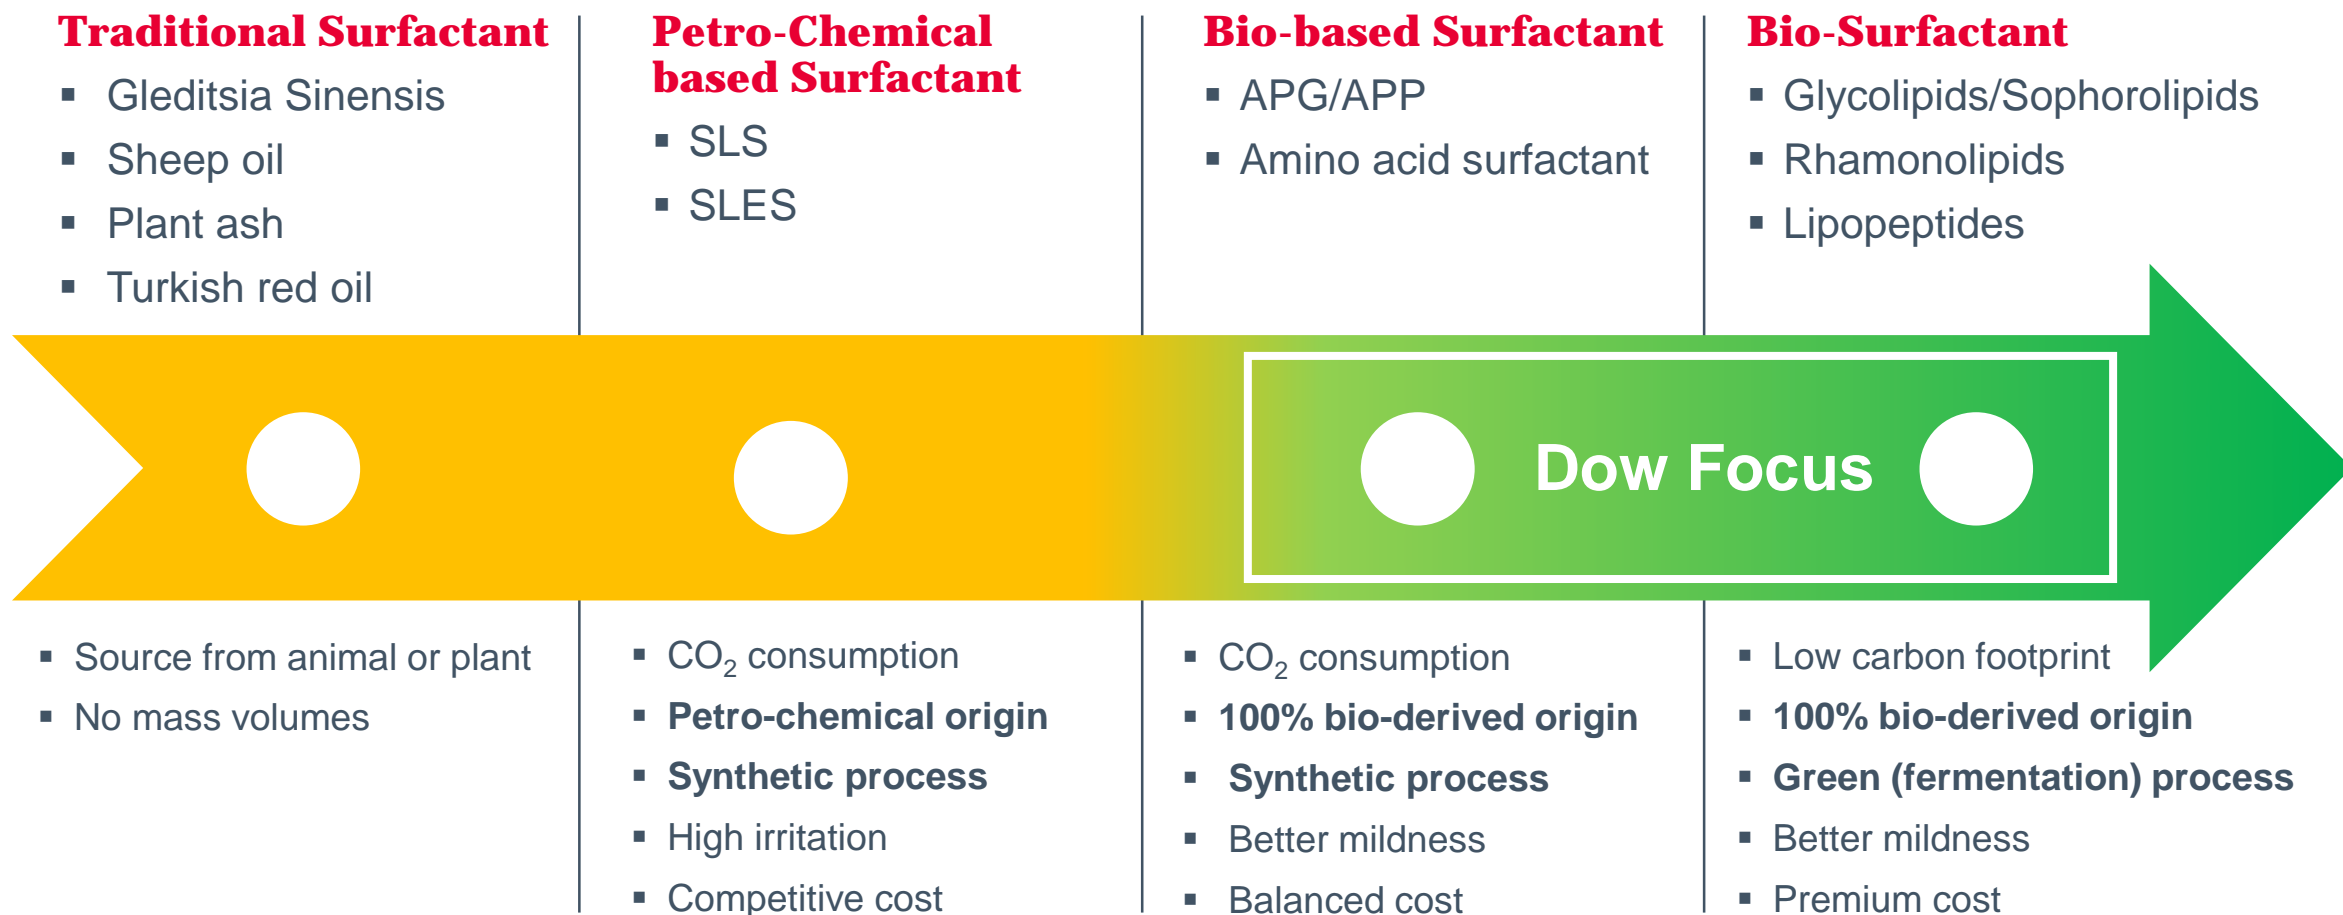 Traditional Surfactant
▪ Gleditsia Sinensis
▪ Sheep oil
▪ Plant ash
▪ Turkish red oil
Petro-Chemical
based Surfactant
▪ SLS
▪ SLES
Bio-based Surfactant
▪ APG/APP
▪ Amino acid surfactant
Bio-Surfactant
▪ Glycolipids/Sophorolipids
▪ Rhamonolipids
▪ Lipopeptides
Dow Focus
▪ Source from animal or plant
▪ No mass volumes
▪ CO₂ consumption
▪ Petro-chemical origin
▪ Synthetic process
▪ High irritation
▪ Competitive cost
▪ CO₂ consumption
▪ 100% bio-derived origin
▪ Synthetic process
▪ Better mildness
▪ Balanced cost
▪ Low carbon footprint
▪ 100% bio-derived origin
▪ Green (fermentation) process
▪ Better mildness
▪ Premium cost